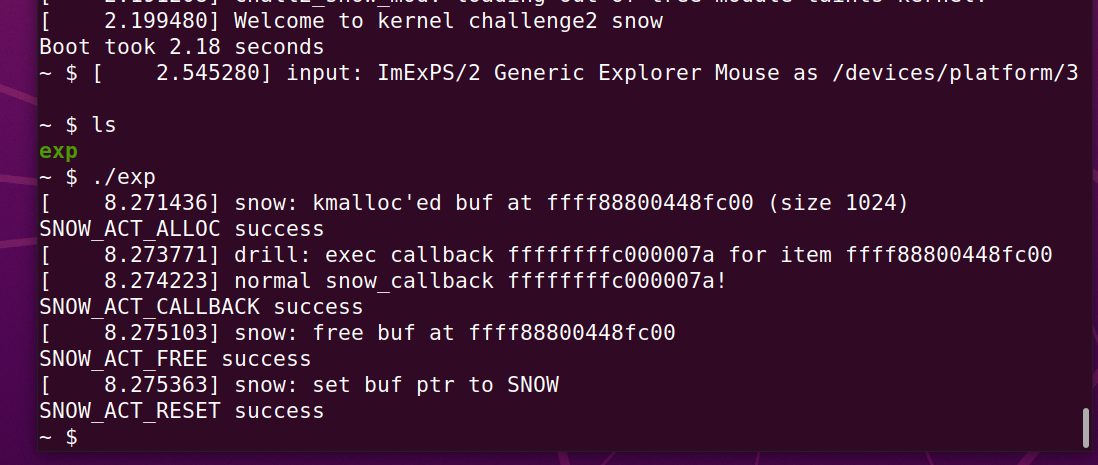 [    2.199480] Welcome to kernel challenge2 snow
Boot took 2.18 seconds
~ $ [    2.545280] input: ImExPS/2 Generic Explorer Mouse as /devices/platform/3
~ $ ls
exp
~ $ ./exp
[    8.271436] snow: kmalloc'ed buf at ffff88800448fc00 (size 1024)
SNOW_ACT_ALLOC success
[    8.273771] drill: exec callback ffffffffc000007a for item ffff88800448fc00
[    8.274223] normal snow_callback ffffffffc000007a!
SNOW_ACT_CALLBACK success
[    8.275103] snow: free buf at ffff88800448fc00
SNOW_ACT_FREE success
[    8.275363] snow: set buf ptr to SNOW
SNOW_ACT_RESET success
~ $